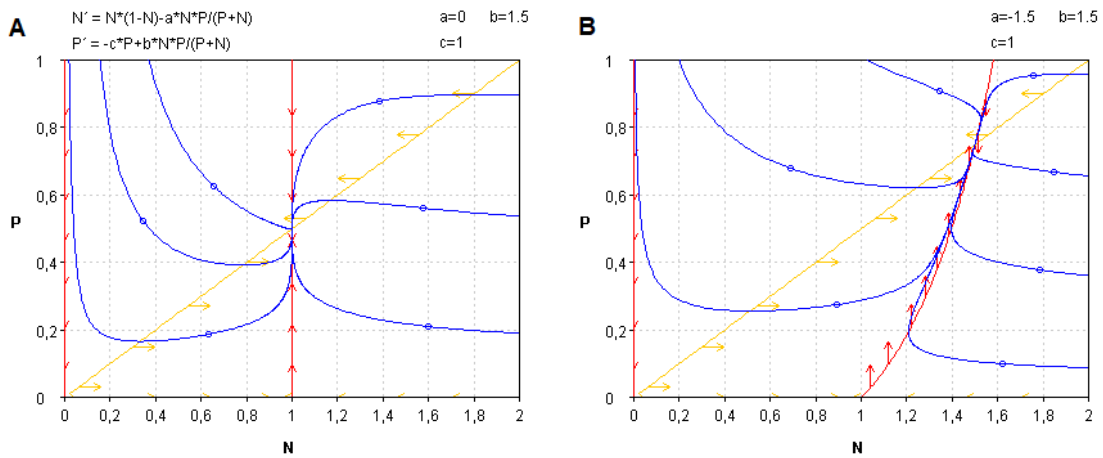 A
N´ = N*(1-N)-a*N*P/(P+N)
a=0 b=1.5
P´ = -c*P+b*N*P/(P+N)
c=1
1
0,8
0,6
P
0,4
0,2
0
0 0,2 0,4 0,6 0,8 1 1,2 1,4 1,6 1,8 2
N
B
a=-1.5 b=1.5
c=1
1
0,8
0,6
P
0,4
0,2
0
0 0,2 0,4 0,6 0,8 1 1,2 1,4 1,6 1,8 2
N